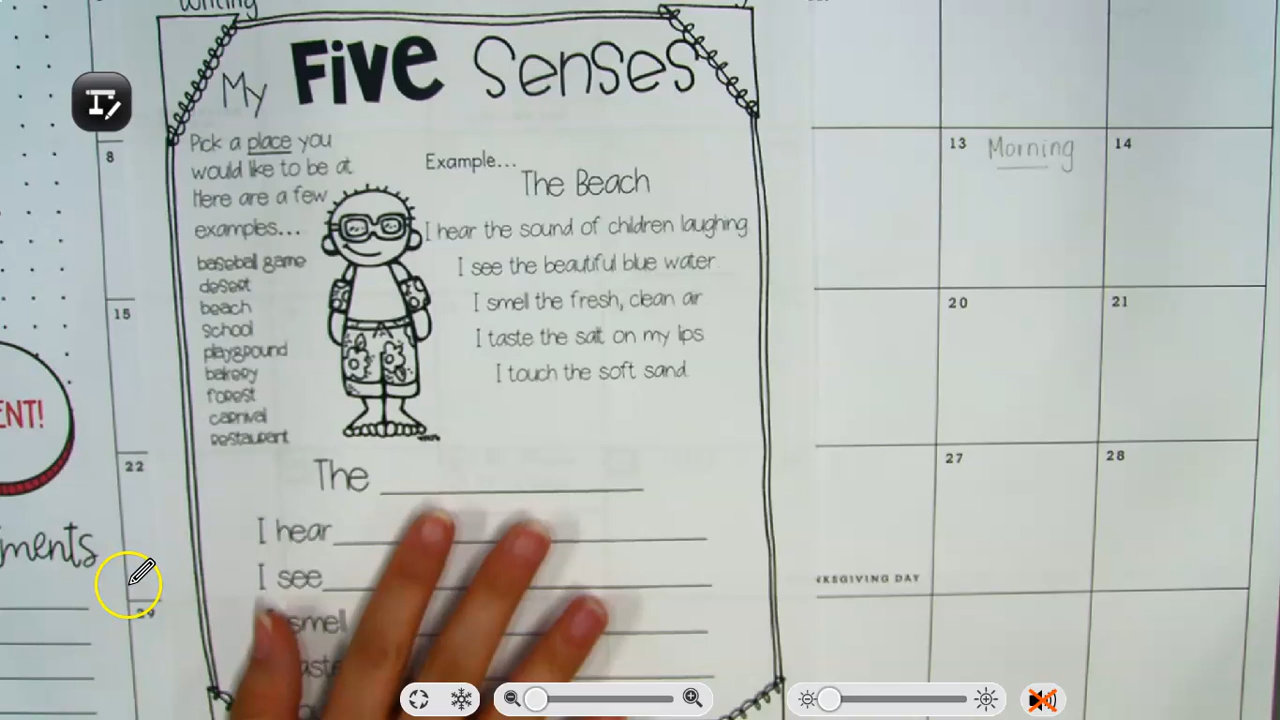 Writing
My Five Senses
Pick a place you
would like to be at
Here are a few
examples...
baseball game
desert
beach
school
playground
bakery
forest
carnival
restaurant
Example...
The Beach
I hear the sound of children laughing
I see the beautiful blue water.
I smell the fresh, clean air
I taste the salt on my lips
I touch the soft sand.
The
I hear
I see
smell
8
15
22
29
ENT!
ments
13 Morning
14
20
21
27
28
KSGIVING DAY